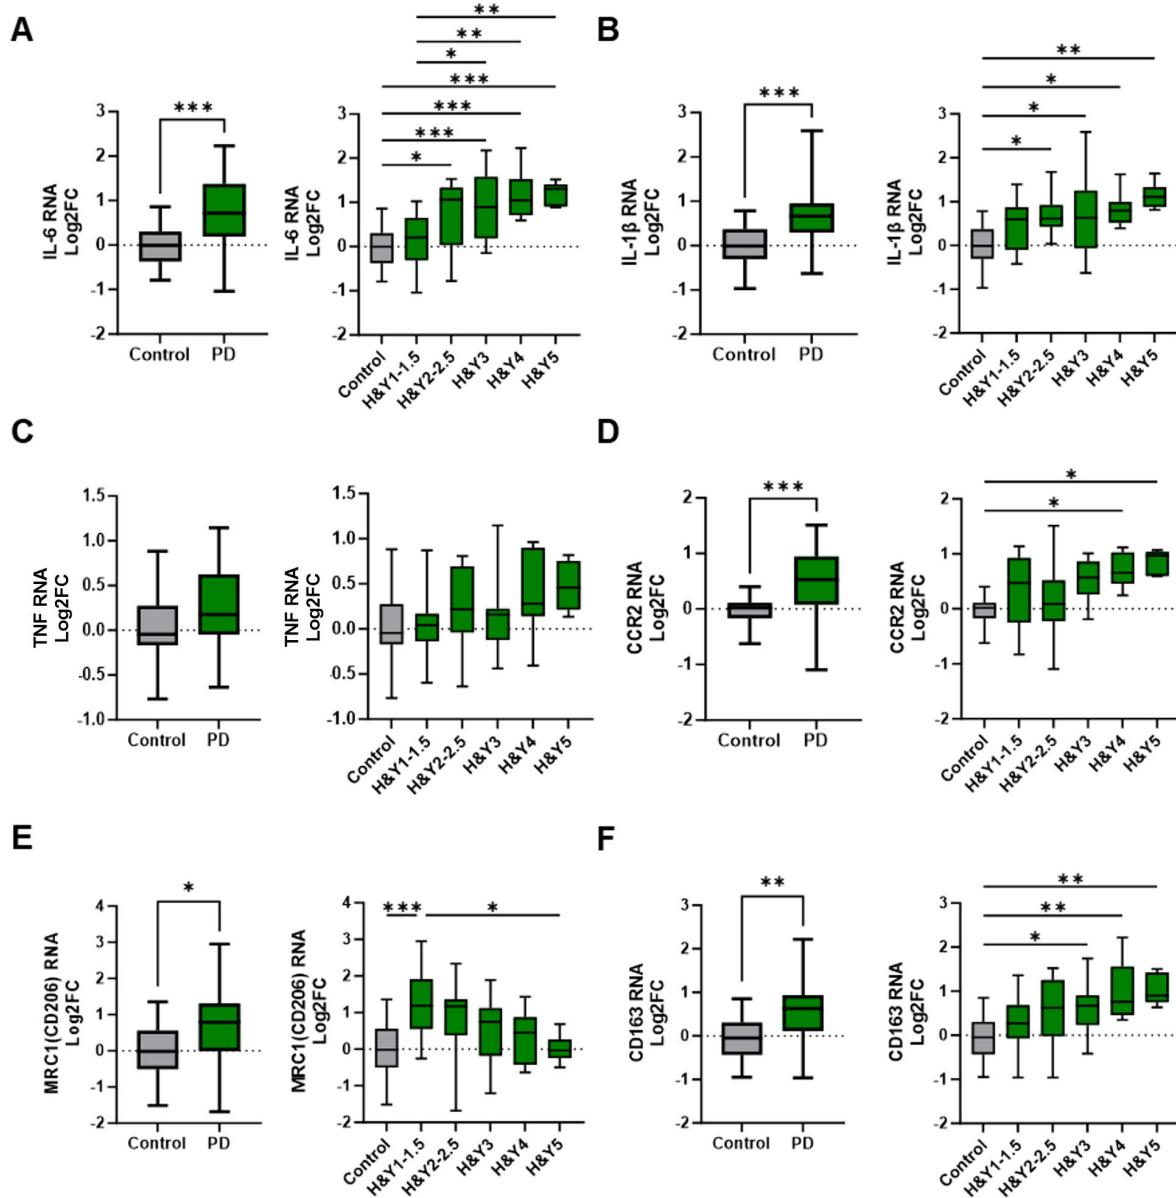 A
IL-6 RNA
Log2FC
3
2
1
0
-1
-2
***
Control
PD
IL-6 RNA
Log2FC
3
2
1
0
-1
-2
**
**
*
***
***
***
*
Control
H&Y1-1.5
H&Y2-2.5
H&Y3
H&Y4
H&Y5
B
IL-1β RNA
Log2FC
3
2
1
0
-1
-2
***
Control
PD
IL-1β RNA
Log2FC
3
2
1
0
-1
-2
**
*
*
*
Control
H&Y1-1.5
H&Y2-2.5
H&Y3
H&Y4
H&Y5
C
TNF RNA
Log2FC
1.5
1.0
0.5
0.0
-0.5
-1.0
Control
PD
TNF RNA
Log2FC
1.5
1.0
0.5
0.0
-0.5
-1.0
Control
H&Y1-1.5
H&Y2-2.5
H&Y3
H&Y4
H&Y5
D
CCR2 RNA
Log2FC
2
1
0
-1
-2
***
Control
PD
CCR2 RNA
Log2FC
2
1
0
-1
-2
*
*
Control
H&Y1-1.5
H&Y2-2.5
H&Y3
H&Y4
H&Y5
E
MRC1(CD206) RNA
Log2FC
4
3
2
1
0
-1
-2
*
Control
PD
MRC1(CD206) RNA
Log2FC
4
3
2
1
0
-1
-2
***
*
Control
H&Y1-1.5
H&Y2-2.5
H&Y3
H&Y4
H&Y5
F
CD163 RNA
Log2FC
3
2
1
0
-1
-2
**
Control
PD
CD163 RNA
Log2FC
3
2
1
0
-1
-2
**
**
*
Control
H&Y1-1.5
H&Y2-2.5
H&Y3
H&Y4
H&Y5